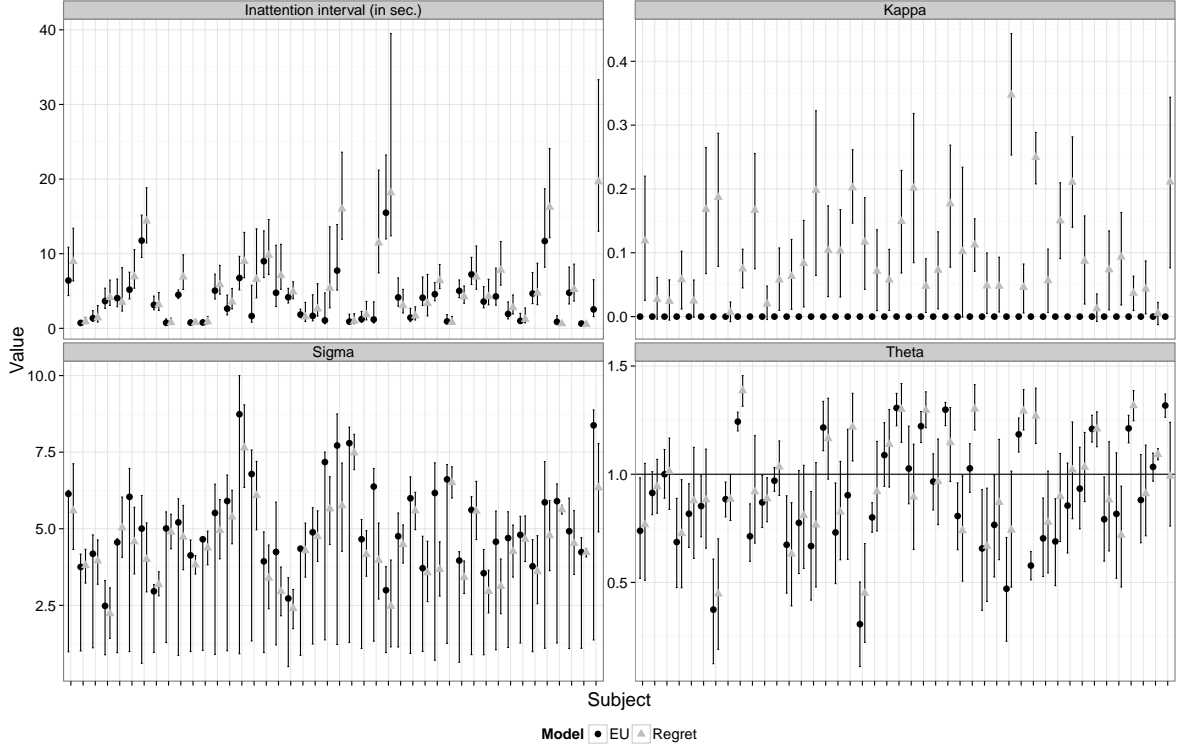 Inattention interval (in sec.)
Kappa
40
30
20
10
0
0.4
0.3
0.2
0.1
0.0
Value
Sigma
Theta
10.0
7.5
5.0
2.5
1.5
1.0
0.5
Subject
Model EU Regret